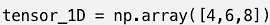 tensor_1D = np.array([4,6,8])